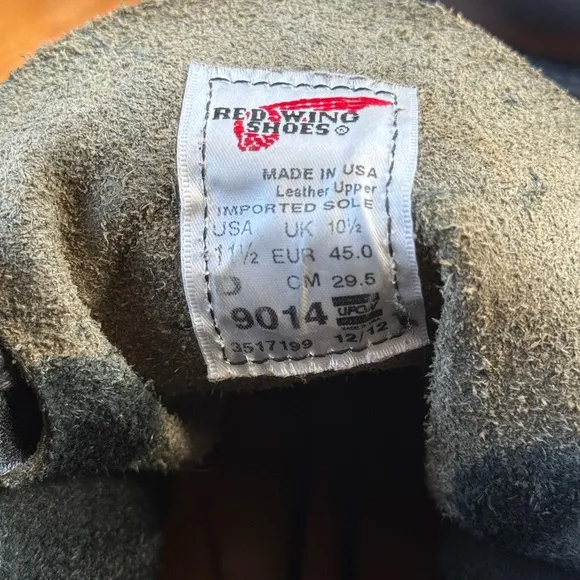 RED WING
SHOES ®
MADE IN USA
Leather Upper
IMPORTED SOLE
USA UK 10½
11½ EUR 45.0
D CM 29.5
9014 UFCW
3517199 12/12